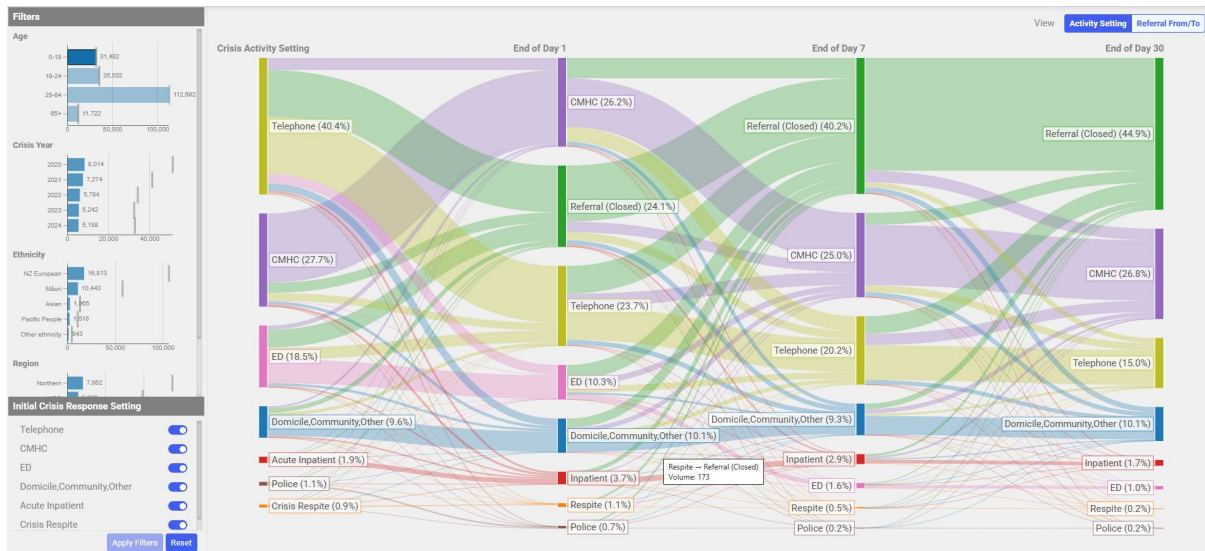 Filters
Age
0-18
31,482
19-24
35,002
25-64
112,602
65+
11,722
0
50,000
100,000
Crisis Year
2020
8,014
2021
7,274
2022
5,794
2023
5,242
2024
5,158
0
20,000
40,000
Ethnicity
NZ European
16,813
Māori
10,443
Asian
Pacific People
Other ethnicity
0
50,000
100,000
Region
Northern
7,862
Initial Crisis Response Setting
Telephone
CMHC
ED
Domicile,Community,Other
Acute Inpatient
Crisis Respite
Apply Filters
Reset
View
Activity Setting
Referral From/To
Crisis Activity Setting
Telephone (40.4%)
CMHC (27.7%)
ED (18.5%)
Domicile,Community,Other (9.6%)
Acute Inpatient (1.9%)
Police (1.1%)
Crisis Respite (0.9%)
End of Day 1
CMHC (26.2%)
Referral (Closed) (24.1%)
Telephone (23.7%)
ED (10.3%)
Domicile,Community,Other (10.1%)
Inpatient (3.7%)
Respite (1.1%)
Police (0.7%)
Respite → Referral (Closed)
Volume: 173
End of Day 7
Referral (Closed) (40.2%)
CMHC (25.0%)
Telephone (20.2%)
Domicile,Community,Other (9.3%)
Inpatient (2.9%)
ED (1.6%)
Respite (0.5%)
Police (0.2%)
End of Day 30
Referral (Closed) (44.9%)
CMHC (26.8%)
Telephone (15.0%)
Domicile,Community,Other (10.1%)
Inpatient (1.7%)
ED (1.0%)
Respite (0.2%)
Police (0.2%)